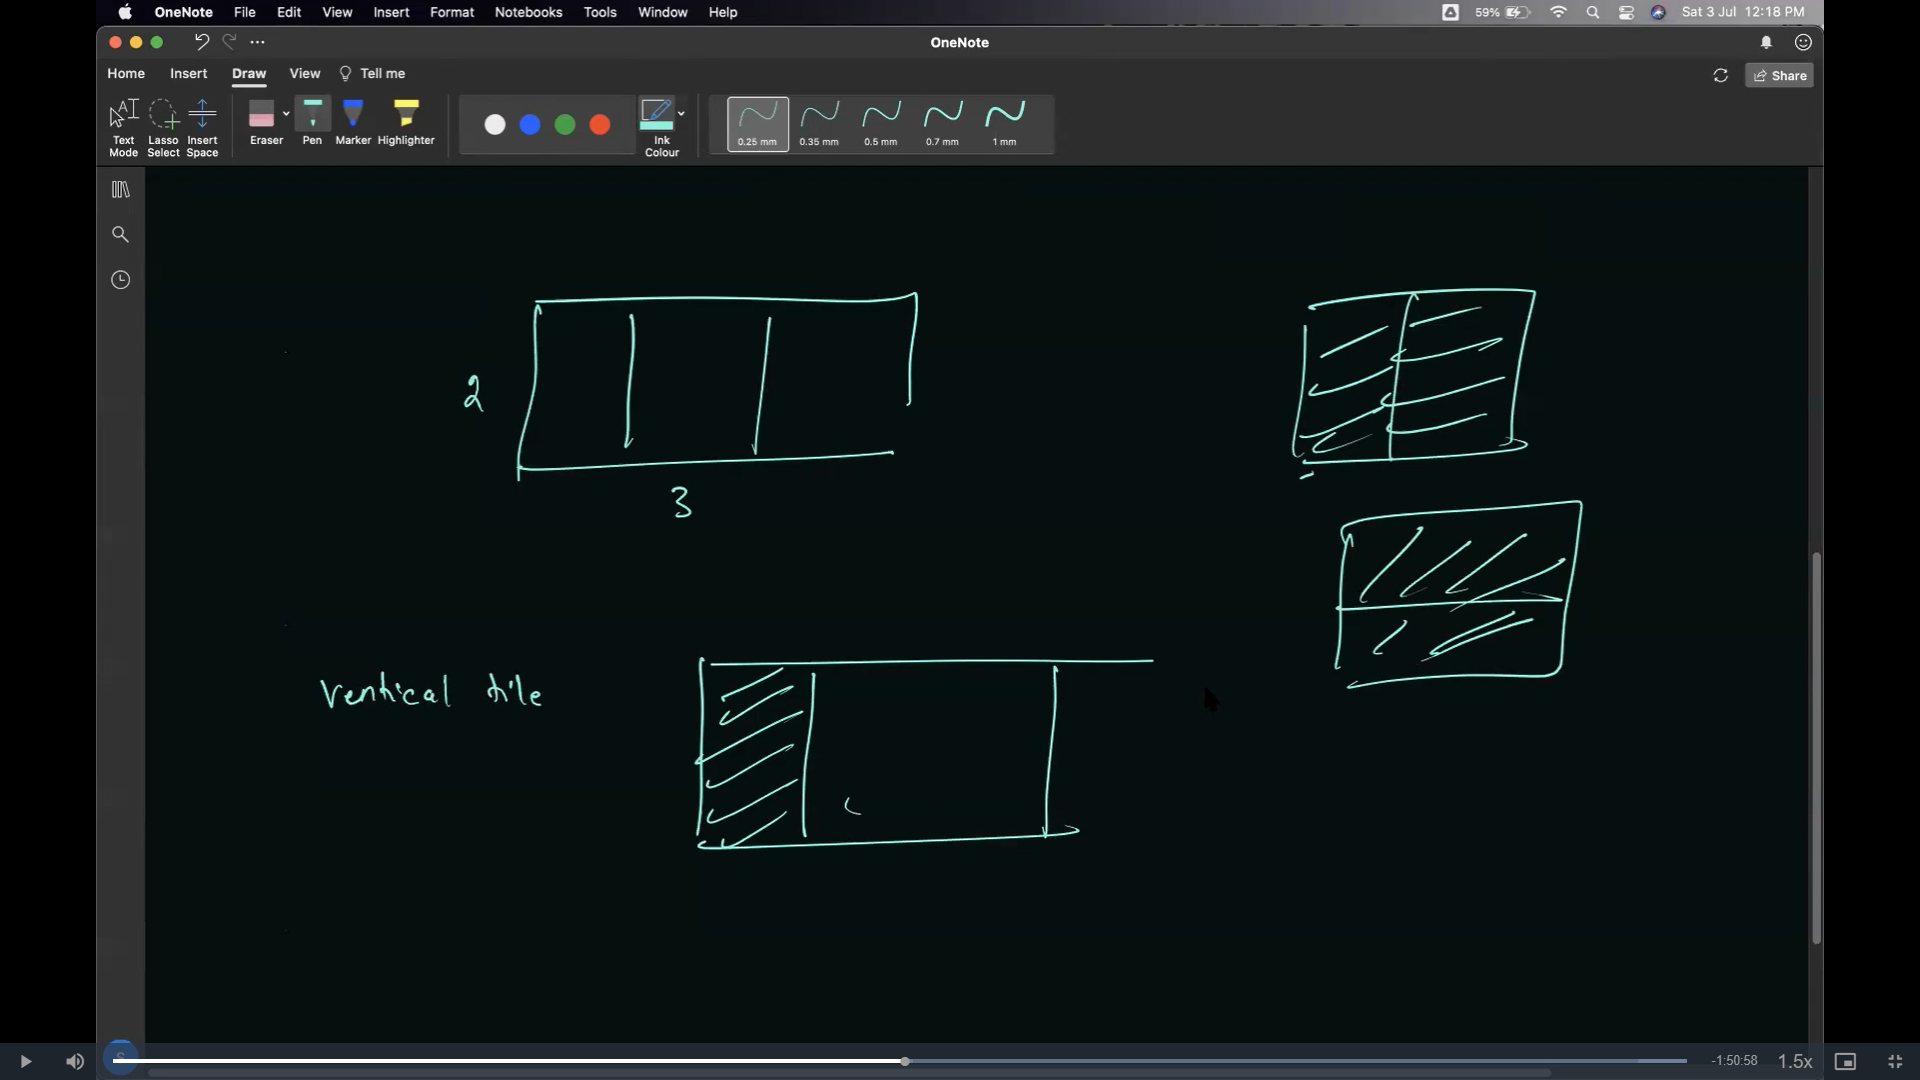 OneNote File Edit View Insert Format Notebooks Tools Window Help 59% Sat 3 Jul 12:18 PM
OneNote
Home Insert Draw View Tell me Share
Text Mode Lasso Select Insert Space Eraser Pen Marker Highlighter Ink Colour 0.25 mm 0.35 mm 0.5 mm 0.7 mm 1 mm
2
3
Vertical tile
S
-1:50:58 1.5x